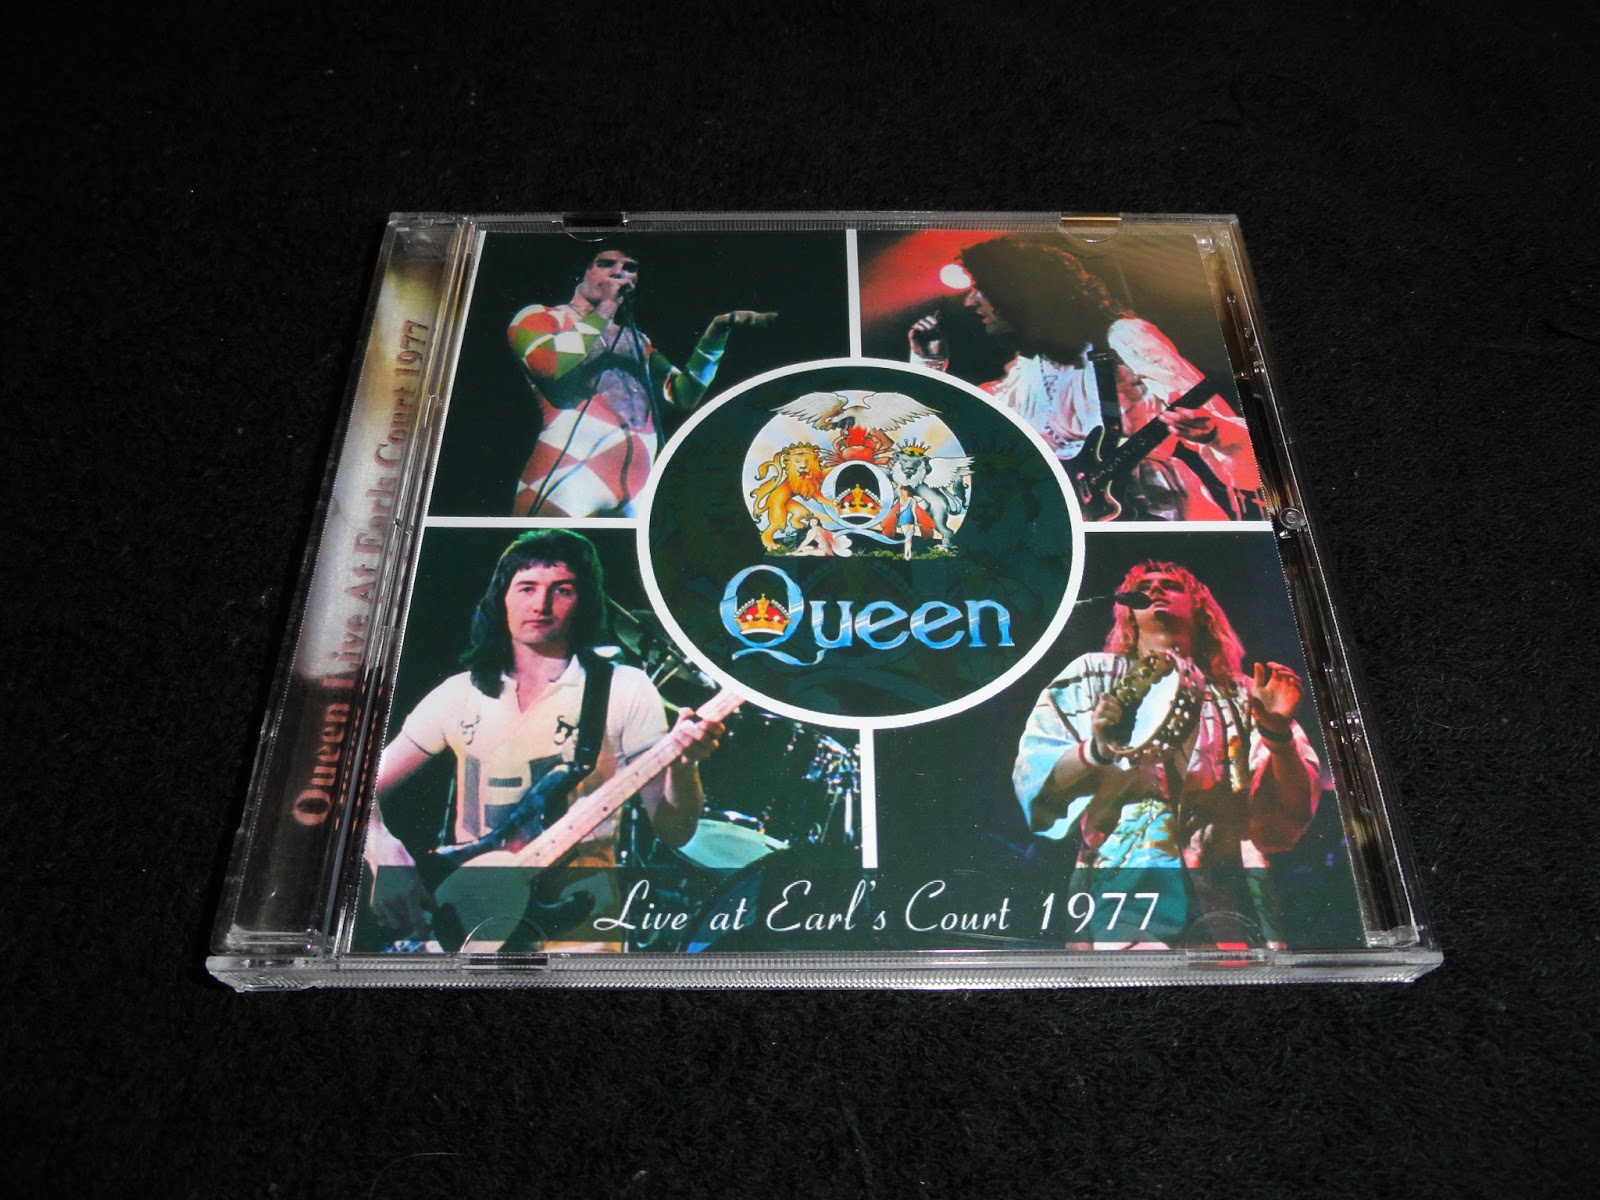 Queen Live At Earls Court 1977
Queen
Live at Earl's Court 1977